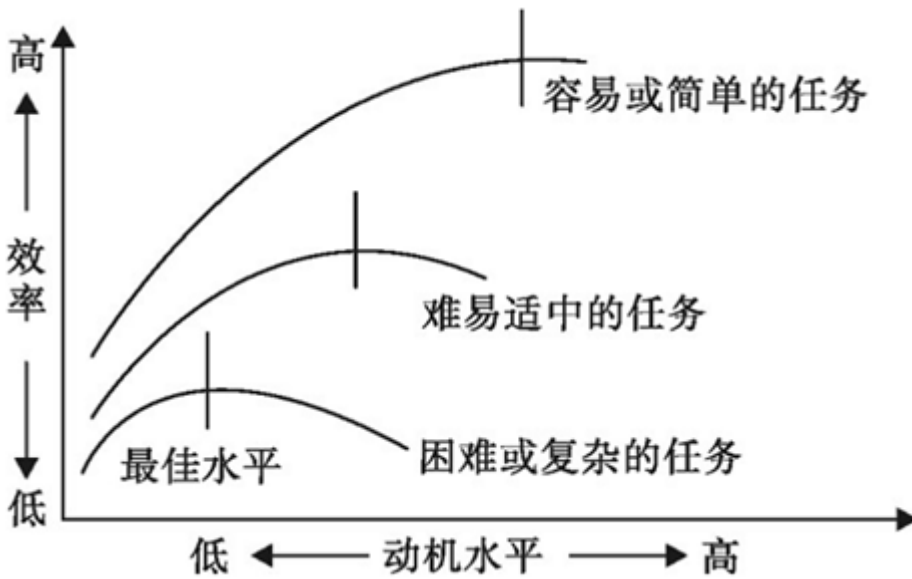 高
容易或简单的任务
效率
难易适中的任务
最佳水平
困难或复杂的任务
低
低 动机水平 高